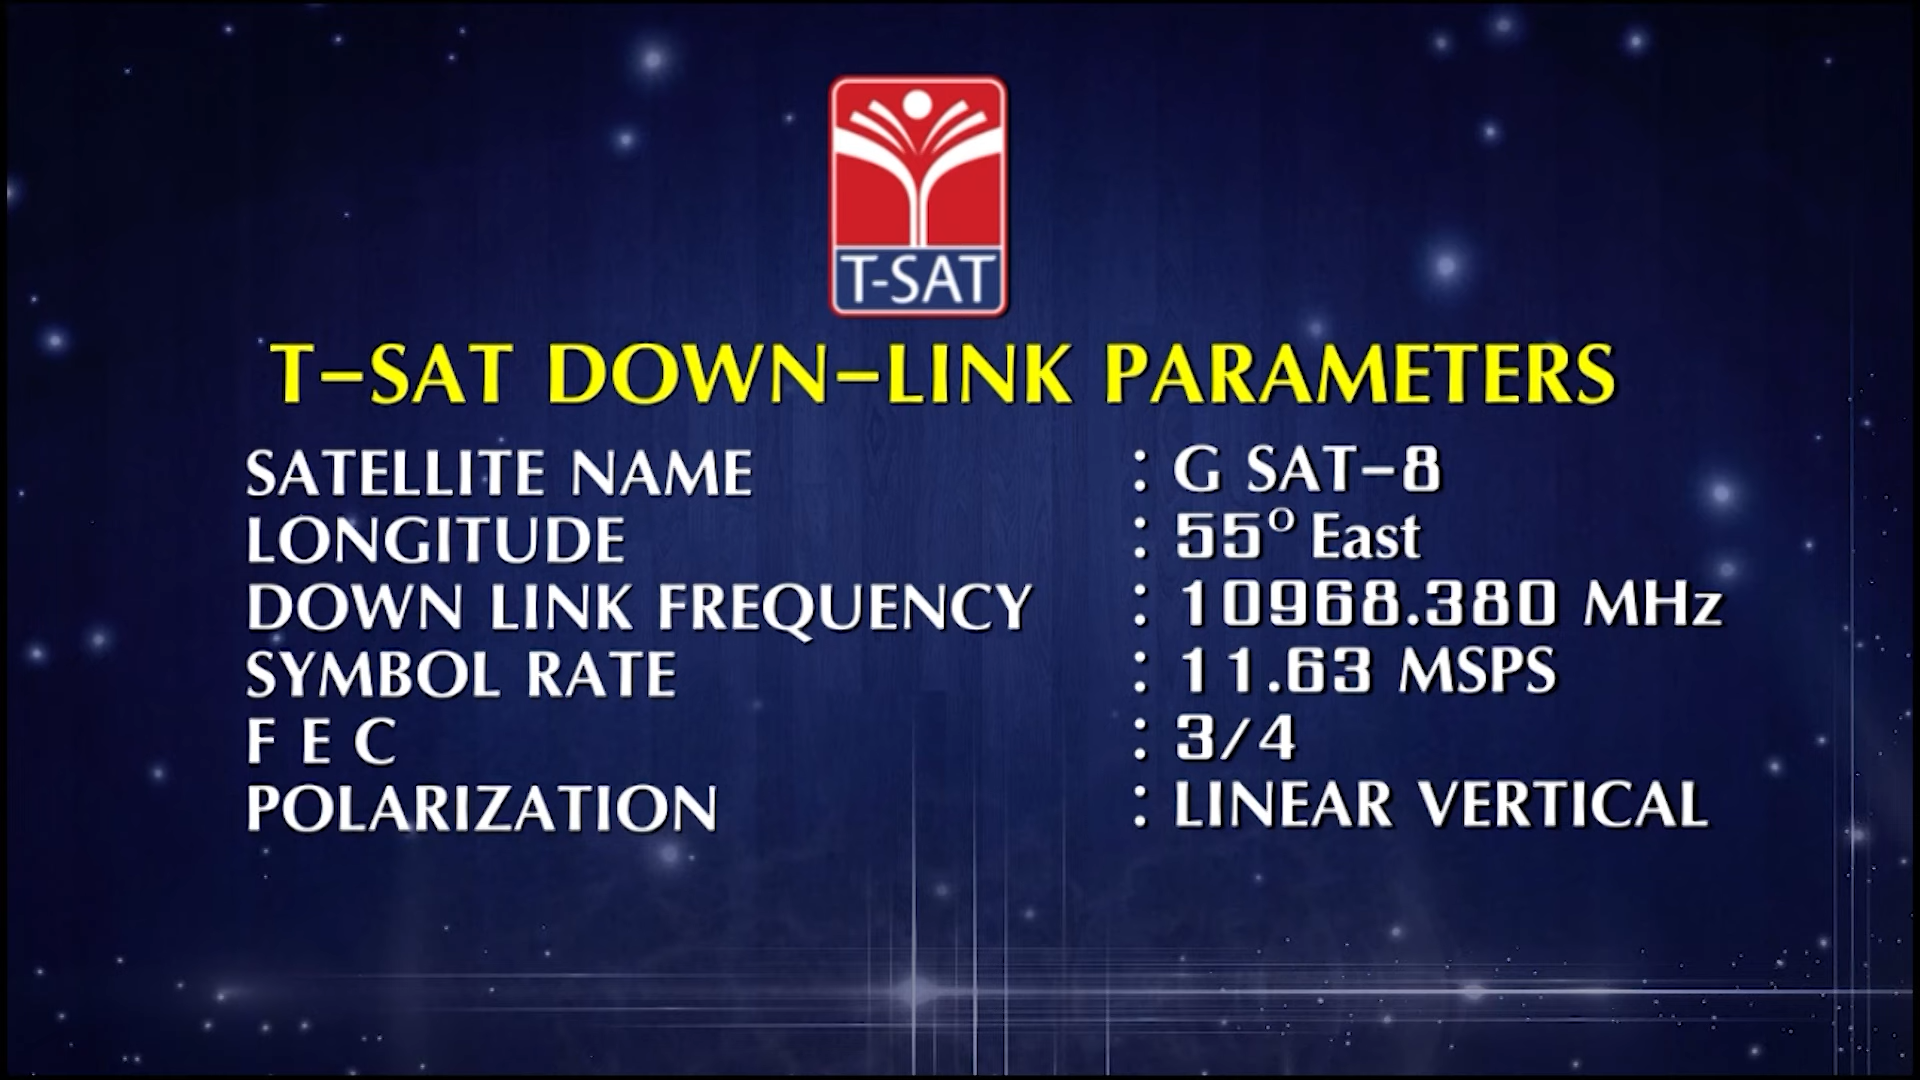 T-SAT
T-SAT DOWN-LINK PARAMETERS
SATELLITE NAME : G SAT-8
LONGITUDE : 55° East
DOWN LINK FREQUENCY : 10968.380 MHz
SYMBOL RATE : 11.63 MSPS
F E C : 3/4
POLARIZATION : LINEAR VERTICAL